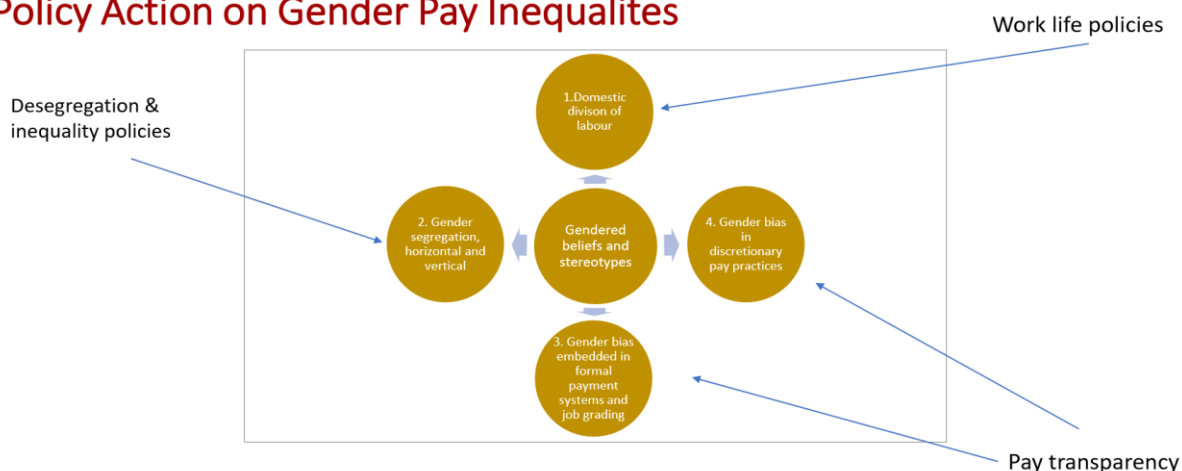 Policy Action on Gender Pay Inequalites
Work life policies
Desegregation &
inequality policies
1.Domestic
divison of
labour
2. Gender
segregation,
horizontal and
vertical
Gendered
beliefs and
stereotypes
4. Gender bias
in
discretionary
pay practices
3. Gender bias
embedded in
formal
payment
systems and
job grading
Pay transparency